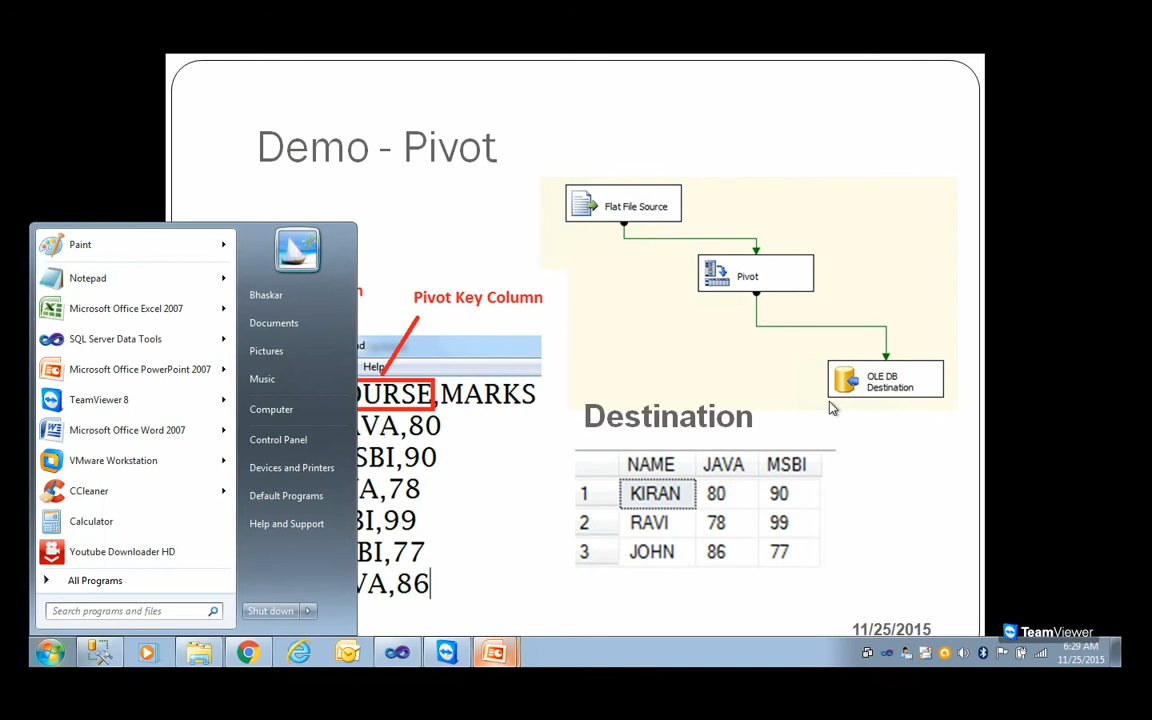 Demo - Pivot
Flat File Source
Pivot
OLE DB
Destination
Pivot Key Column
Help
OURSE,MARKS
AVA,80
SBI,90
VA,78
BI,99
BI,77
VA,86
Destination
NAME JAVA MSBI
1 KIRAN 80 90
2 RAVI 78 99
3 JOHN 86 77
11/25/2015
Paint
Notepad
Microsoft Office Excel 2007
SQL Server Data Tools
Microsoft Office PowerPoint 2007
TeamViewer 8
Microsoft Office Word 2007
VMware Workstation
CCleaner
Calculator
Youtube Downloader HD
All Programs
Search programs and files
Bhaskar
Documents
Pictures
Music
Computer
Control Panel
Devices and Printers
Default Programs
Help and Support
Shut down
TeamViewer
6:29 AM
11/25/2015